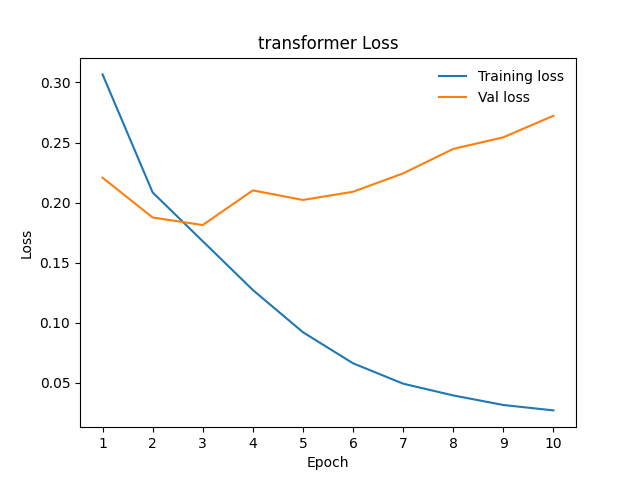 transformer Loss
Training loss
Val loss
0.30
0.25
0.20
0.15
0.10
0.05
Loss
1 2 3 4 5 6 7 8 9 10
Epoch